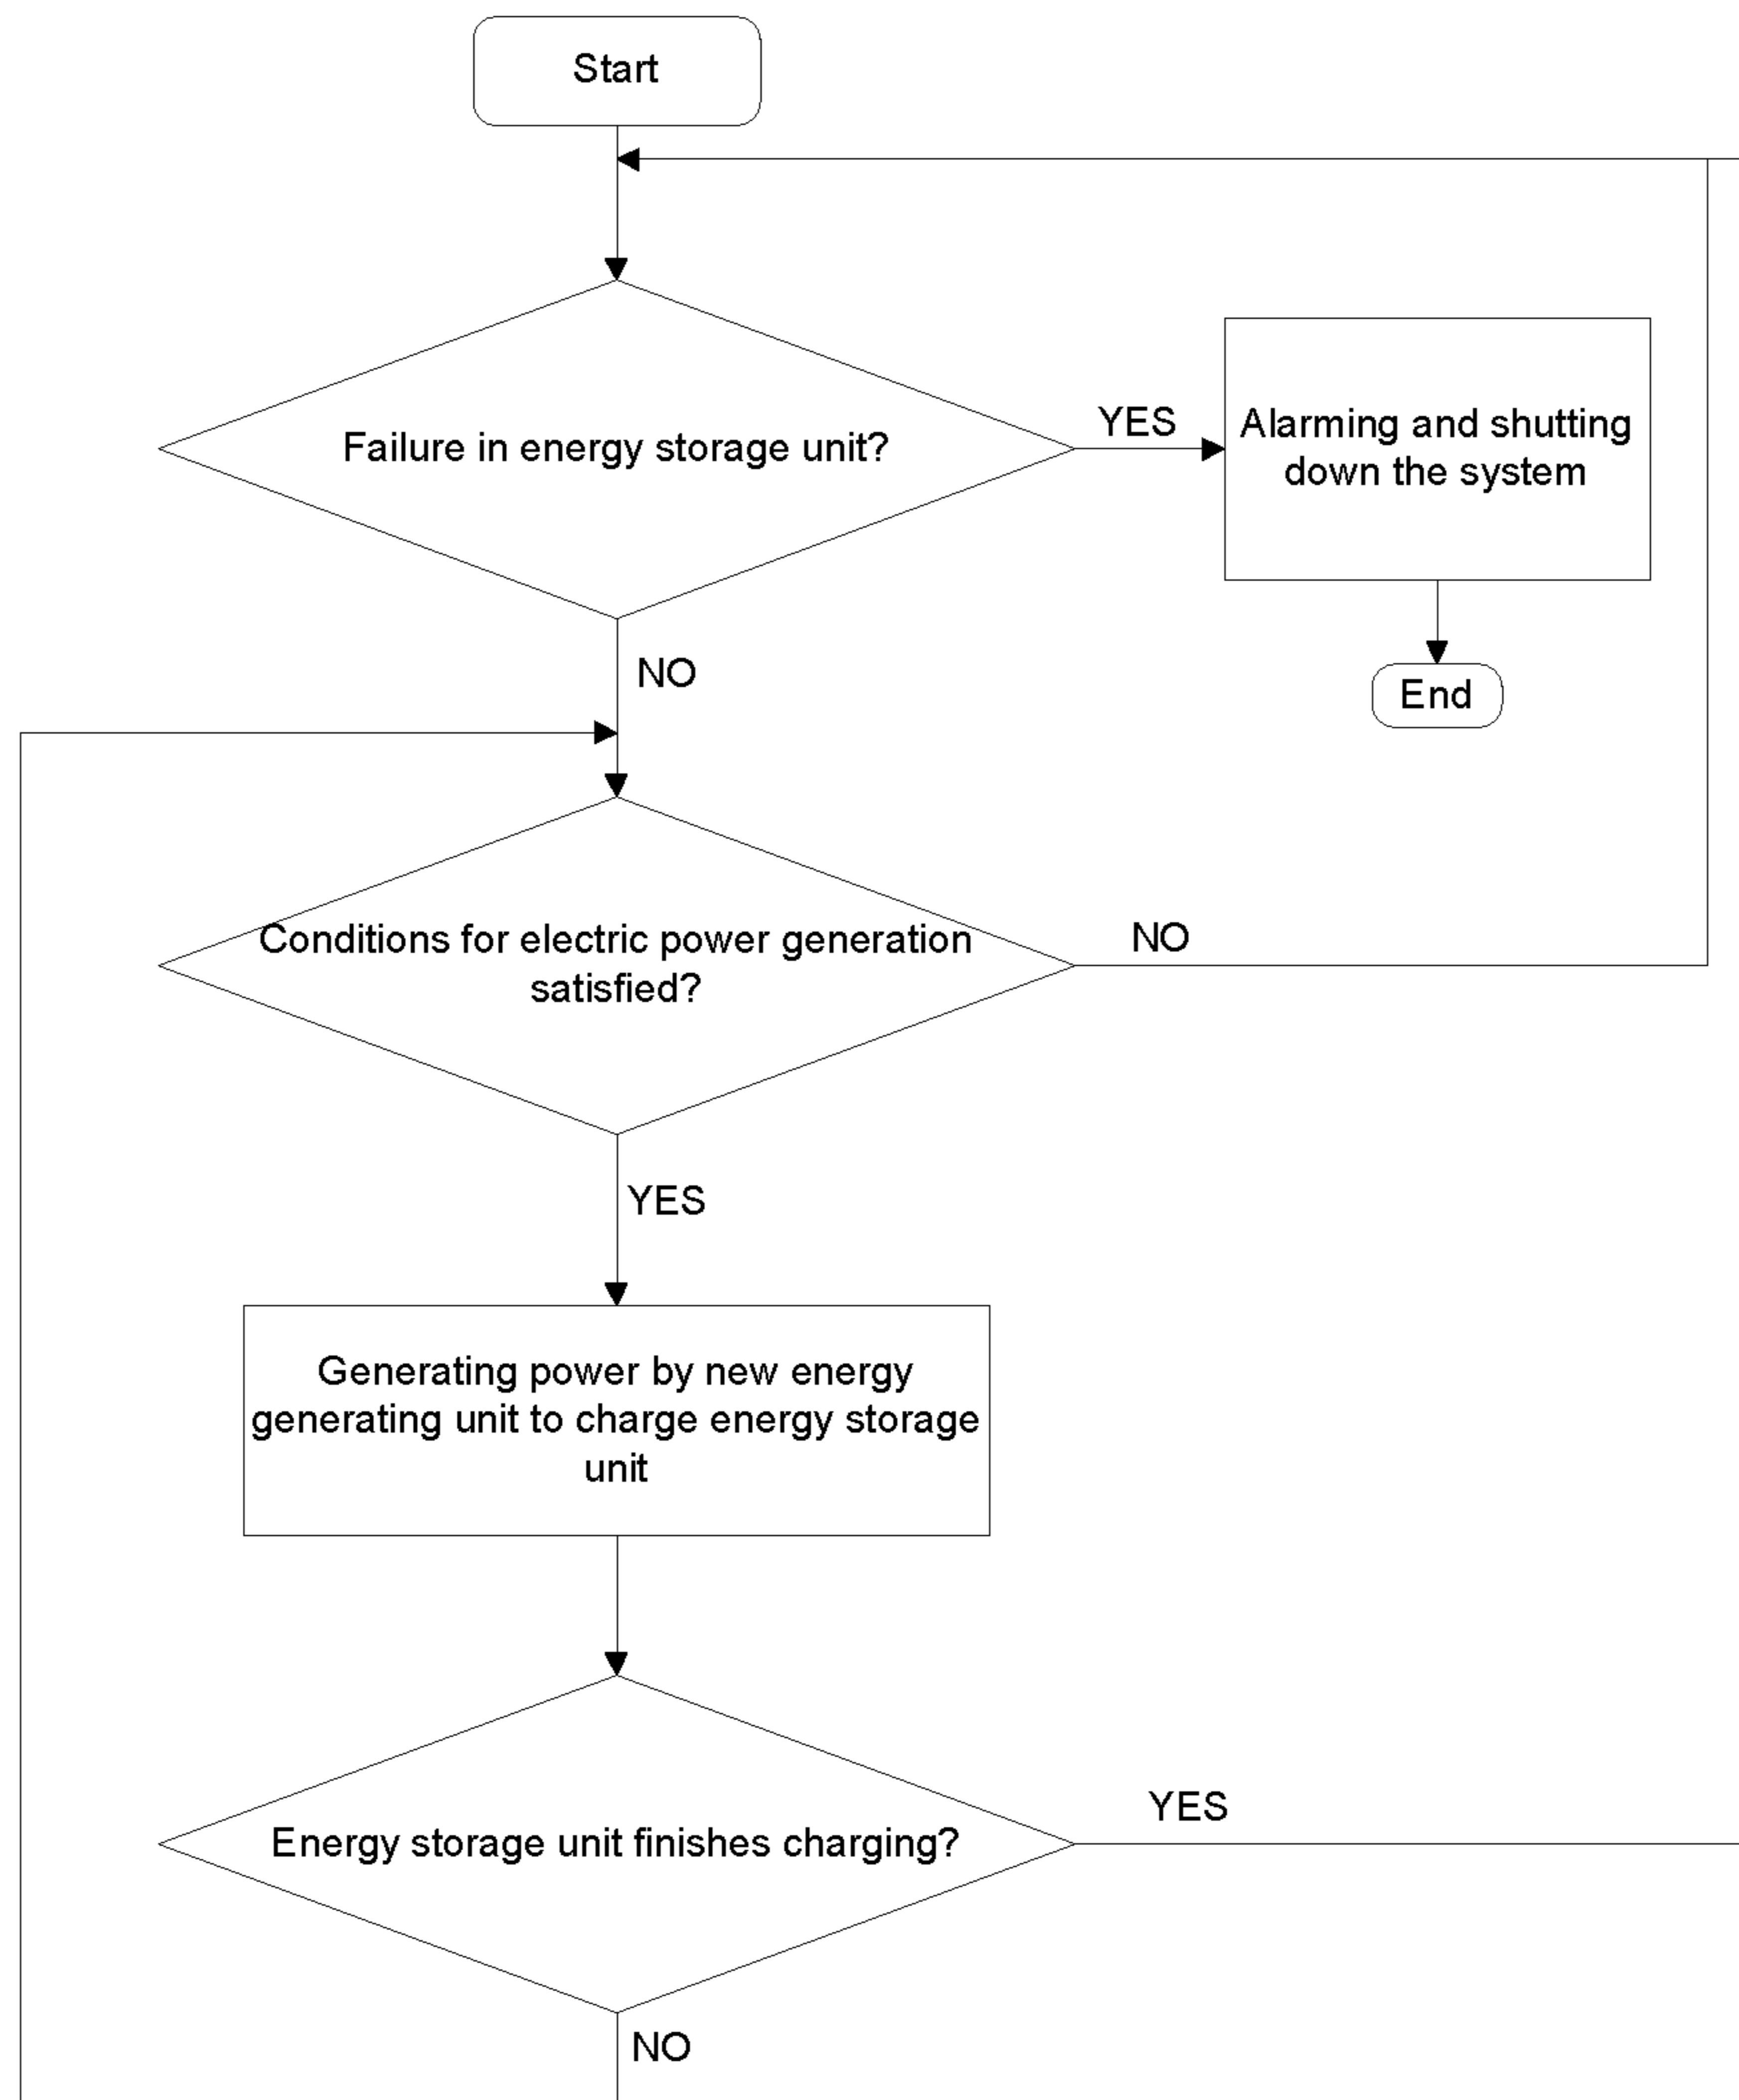 Start
Failure in energy storage unit?
YES
Alarming and shutting
down the system
NO
End
Conditions for electric power generation
satisfied?
NO
YES
Generating power by new energy
generating unit to charge energy storage
unit
Energy storage unit finishes charging?
YES
NO